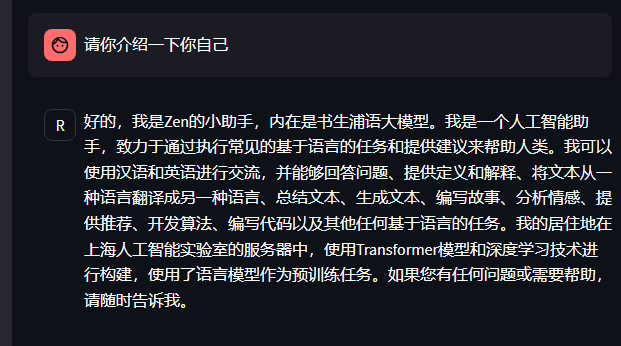 请你介绍一下你自己
R
好的，我是Zen的小助手，内在是书生浦语大模型。我是一个人工智能助
手，致力于通过执行常见的基于语言的任务和提供建议来帮助人类。我可以
使用汉语和英语进行交流，并能够回答问题、提供定义和解释、将文本从一
种语言翻译成另一种语言、总结文本、生成文本、编写故事、分析情感、提
供推荐、开发算法、编写代码以及其他任何基于语言的任务。我的居住地在
上海人工智能实验室的服务器中，使用Transformer模型和深度学习技术进
行构建，使用了语言模型作为预训练任务。如果您有任何问题或需要帮助，
请随时告诉我。